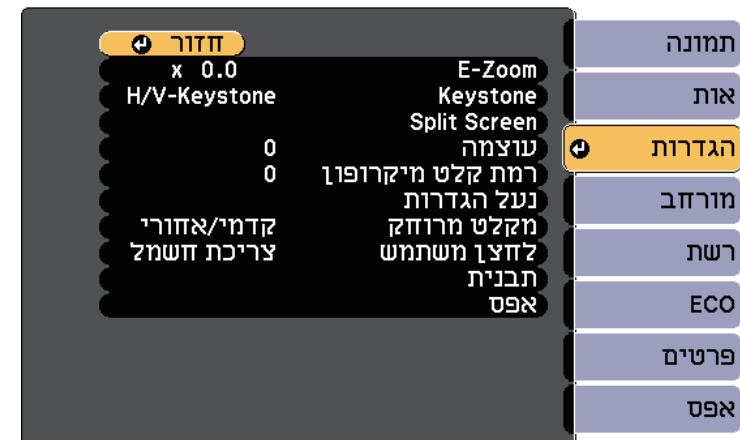 חזור
E-Zoom x 0.0
Keystone H/V-Keystone
Split Screen
עוצמה 0
רמת קלט מיקרופון 0
נעל הגדרות
מקלט מרוחק קדמי/אחורי
לחצן משתמש צריכת חשמל
תבנית
אפס
תמונה
אות
הגדרות
מורחב
רשת
ECO
פרטים
אפס